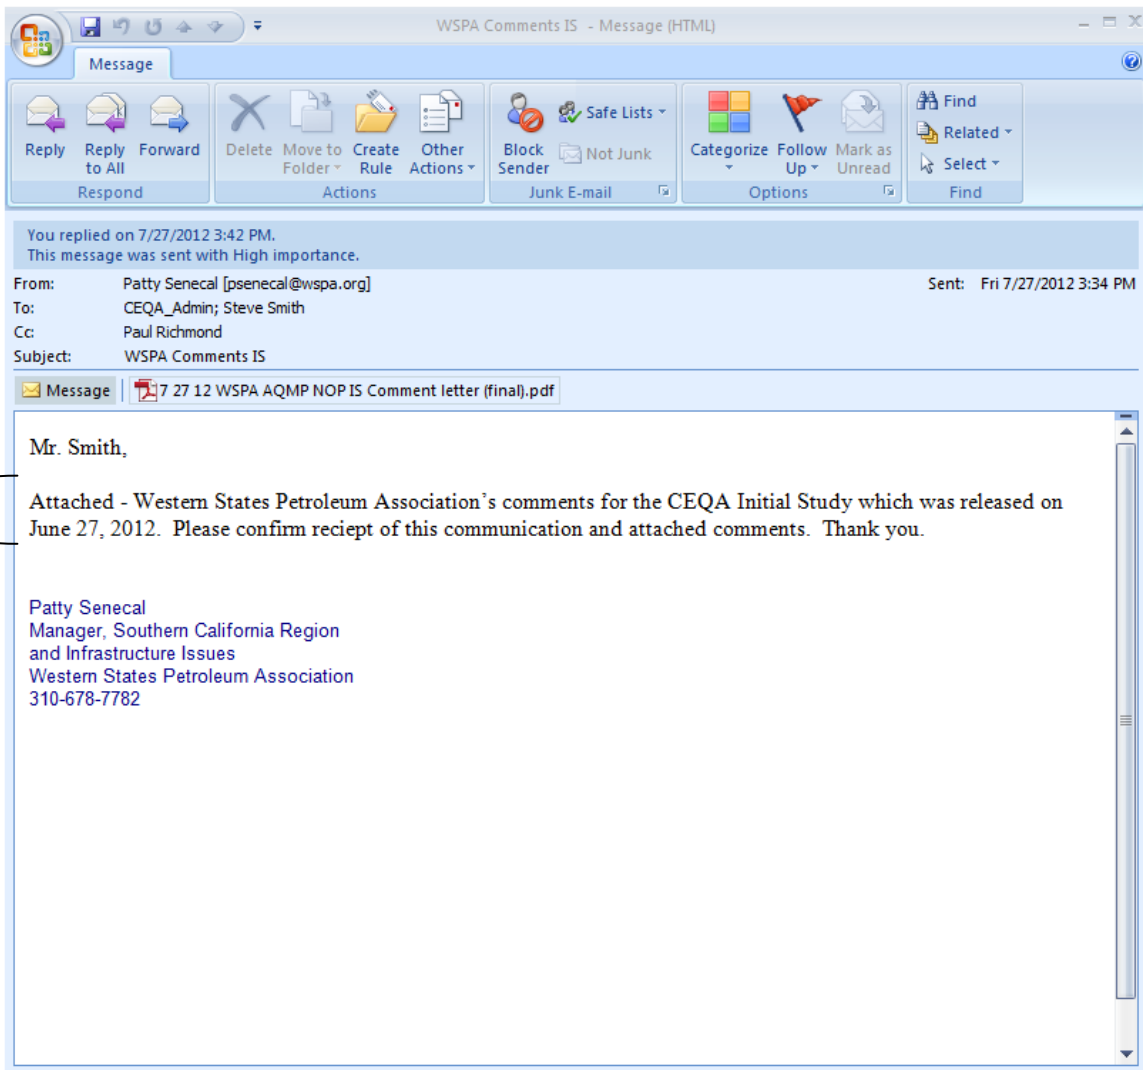 WSPA Comments IS - Message (HTML)
Message
Reply
Reply to All
Forward
Delete
Move to Folder
Create Rule
Other Actions
Block Sender
Safe Lists
Not Junk
Categorize
Follow Up
Mark as Unread
Find
Related
Select
Respond
Actions
Junk E-mail
Options
Find
You replied on 7/27/2012 3:42 PM.
This message was sent with High importance.
From: Patty Senecal [psenecal@wspa.org] Sent: Fri 7/27/2012 3:34 PM
To: CEQA_Admin; Steve Smith
Cc: Paul Richmond
Subject: WSPA Comments IS
Message 7 27 12 WSPA AQMP NOP IS Comment letter (final).pdf
Mr. Smith,
Attached - Western States Petroleum Association's comments for the CEQA Initial Study which was released on
June 27, 2012. Please confirm reciept of this communication and attached comments. Thank you.
Patty Senecal
Manager, Southern California Region
and Infrastructure Issues
Western States Petroleum Association
310-678-7782